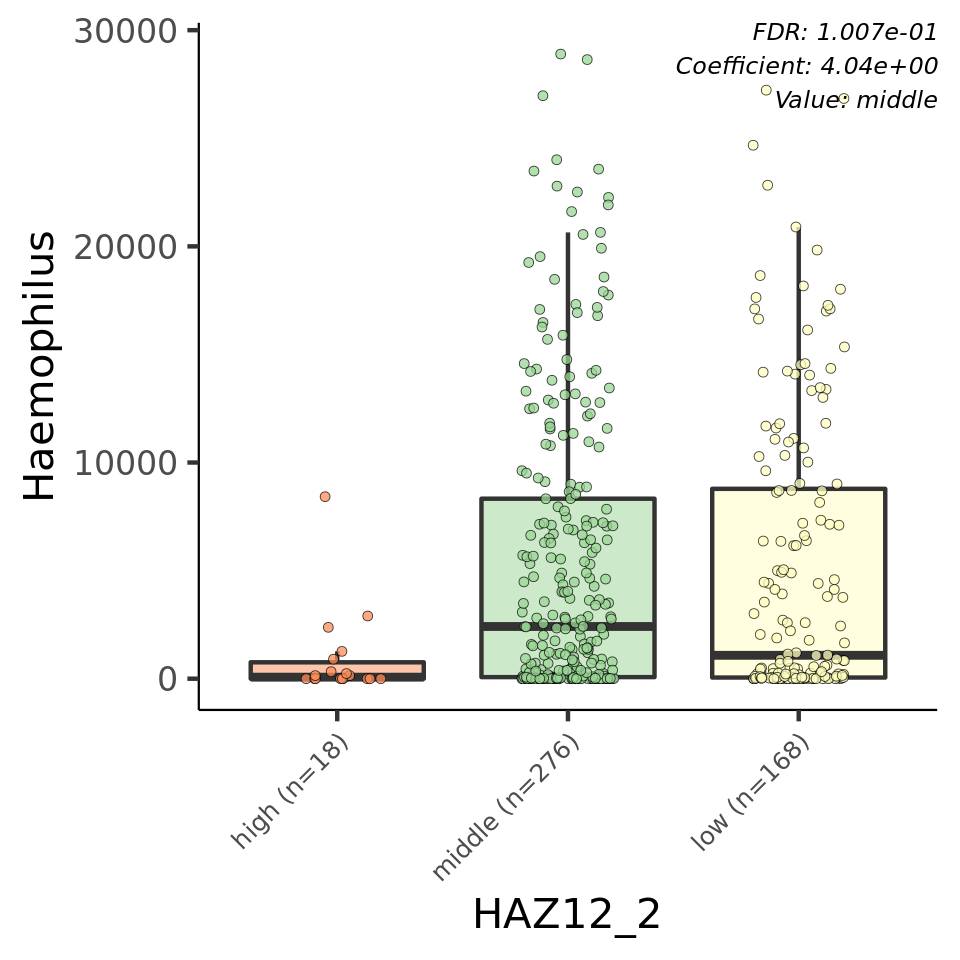 FDR: 1.007e-01
Coefficient: 4.04e+00
Value: middle
30000
20000
10000
0
Haemophilus
high (n=18)
middle (n=276)
low (n=168)
HAZ12_2